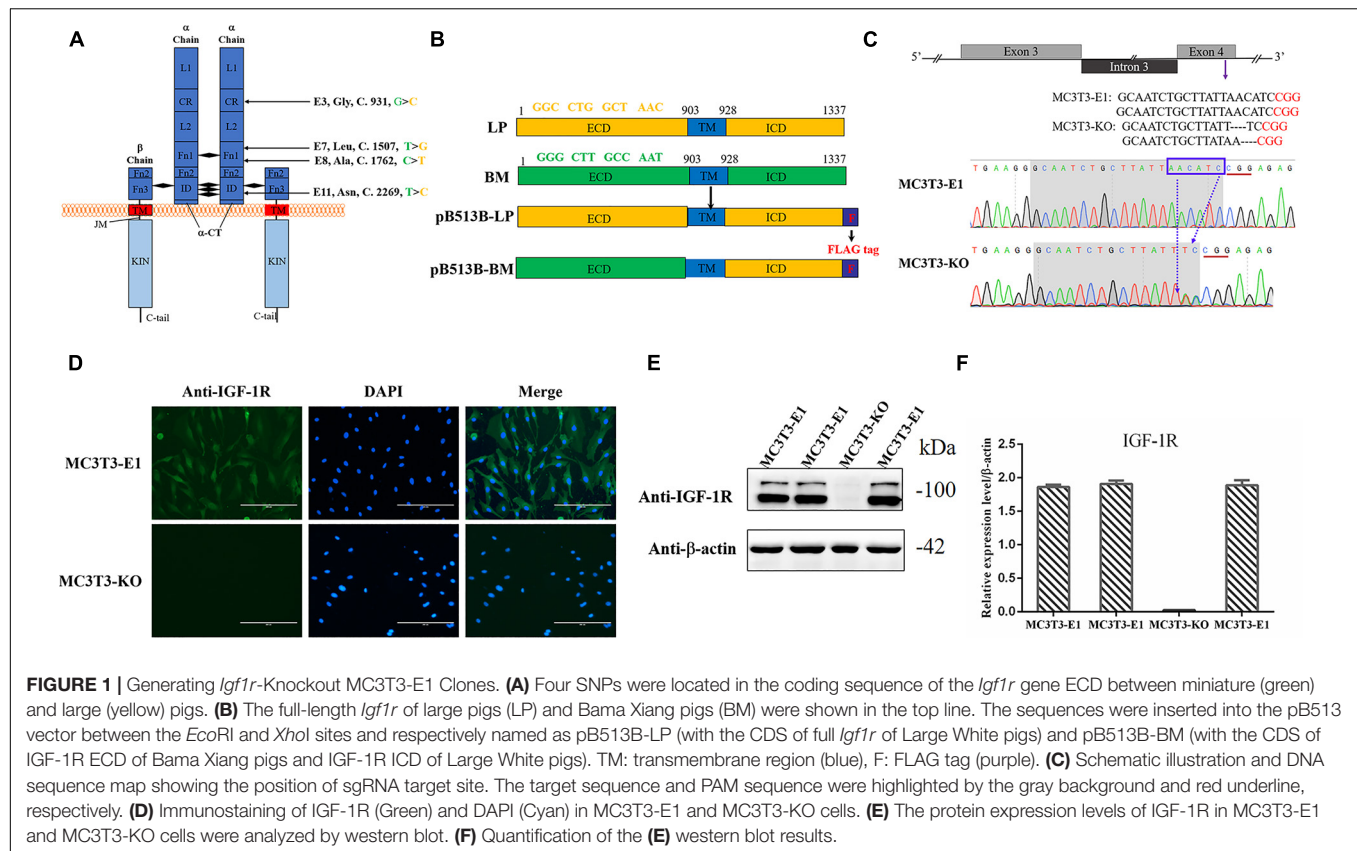 A
α
Chain
α
Chain
L1
L1
CR
CR
L2
L2
β
Chain
Fn1
Fn1
Fn2
Fn2
Fn2
Fn2
Fn3
ID
ID
Fn3
TM
TM
JM
α-CT
KIN
KIN
C-tail
C-tail
E3, Gly, C. 931, G>C
E7, Leu, C. 1507, T>G
E8, Ala, C. 1762, C>T
E11, Asn, C. 2269, T>C
B
GGC CTG GCT AAC
1 903 928 1337
LP ECD TM ICD
GGG CTT GCC AAT
1 903 928 1337
BM ECD TM ICD
pB513B-LP ECD TM ICD F
FLAG tag
pB513B-BM ECD TM ICD F
C
5’ Exon 3 Exon 4 3’
Intron 3
MC3T3-E1: GCAATCTGCTTATTAACATCCGG
GCAATCTGCTTATTAACATCCGG
MC3T3-KO: GCAATCTGCTTATT----TCCGG
GCAATCTGCTTATAA----CGG
T G A A G G G C A A T C T G C T T A T T A A C A T C C G G A G A G
MC3T3-E1
T G A A G G G C A A T C T G C T T A T T T C C G G A G A G
MC3T3-KO
D
Anti-IGF-1R DAPI Merge
MC3T3-E1
MC3T3-KO
E
MC3T3-E1 MC3T3-E1 MC3T3-KO MC3T3-E1
kDa
Anti-IGF-1R -100
Anti-β-actin -42
F
IGF-1R
Relative expression level/β-actin
2.5
2.0
1.5
1.0
0.5
0.0
MC3T3-E1 MC3T3-E1 MC3T3-KO MC3T3-E1
FIGURE 1 | Generating Igf1r-Knockout MC3T3-E1 Clones. (A) Four SNPs were located in the coding sequence of the Igf1r gene ECD between miniature (green)
and large (yellow) pigs. (B) The full-length Igf1r of large pigs (LP) and Bama Xiang pigs (BM) were shown in the top line. The sequences were inserted into the pB513
vector between the EcoRI and XhoI sites and respectively named as pB513B-LP (with the CDS of full Igf1r of Large White pigs) and pB513B-BM (with the CDS of
IGF-1R ECD of Bama Xiang pigs and IGF-1R ICD of Large White pigs). TM: transmembrane region (blue), F: FLAG tag (purple). (C) Schematic illustration and DNA
sequence map showing the position of sgRNA target site. The target sequence and PAM sequence were highlighted by the gray background and red underline,
respectively. (D) Immunostaining of IGF-1R (Green) and DAPI (Cyan) in MC3T3-E1 and MC3T3-KO cells. (E) The protein expression levels of IGF-1R in MC3T3-E1
and MC3T3-KO cells were analyzed by western blot. (F) Quantification of the (E) western blot results.